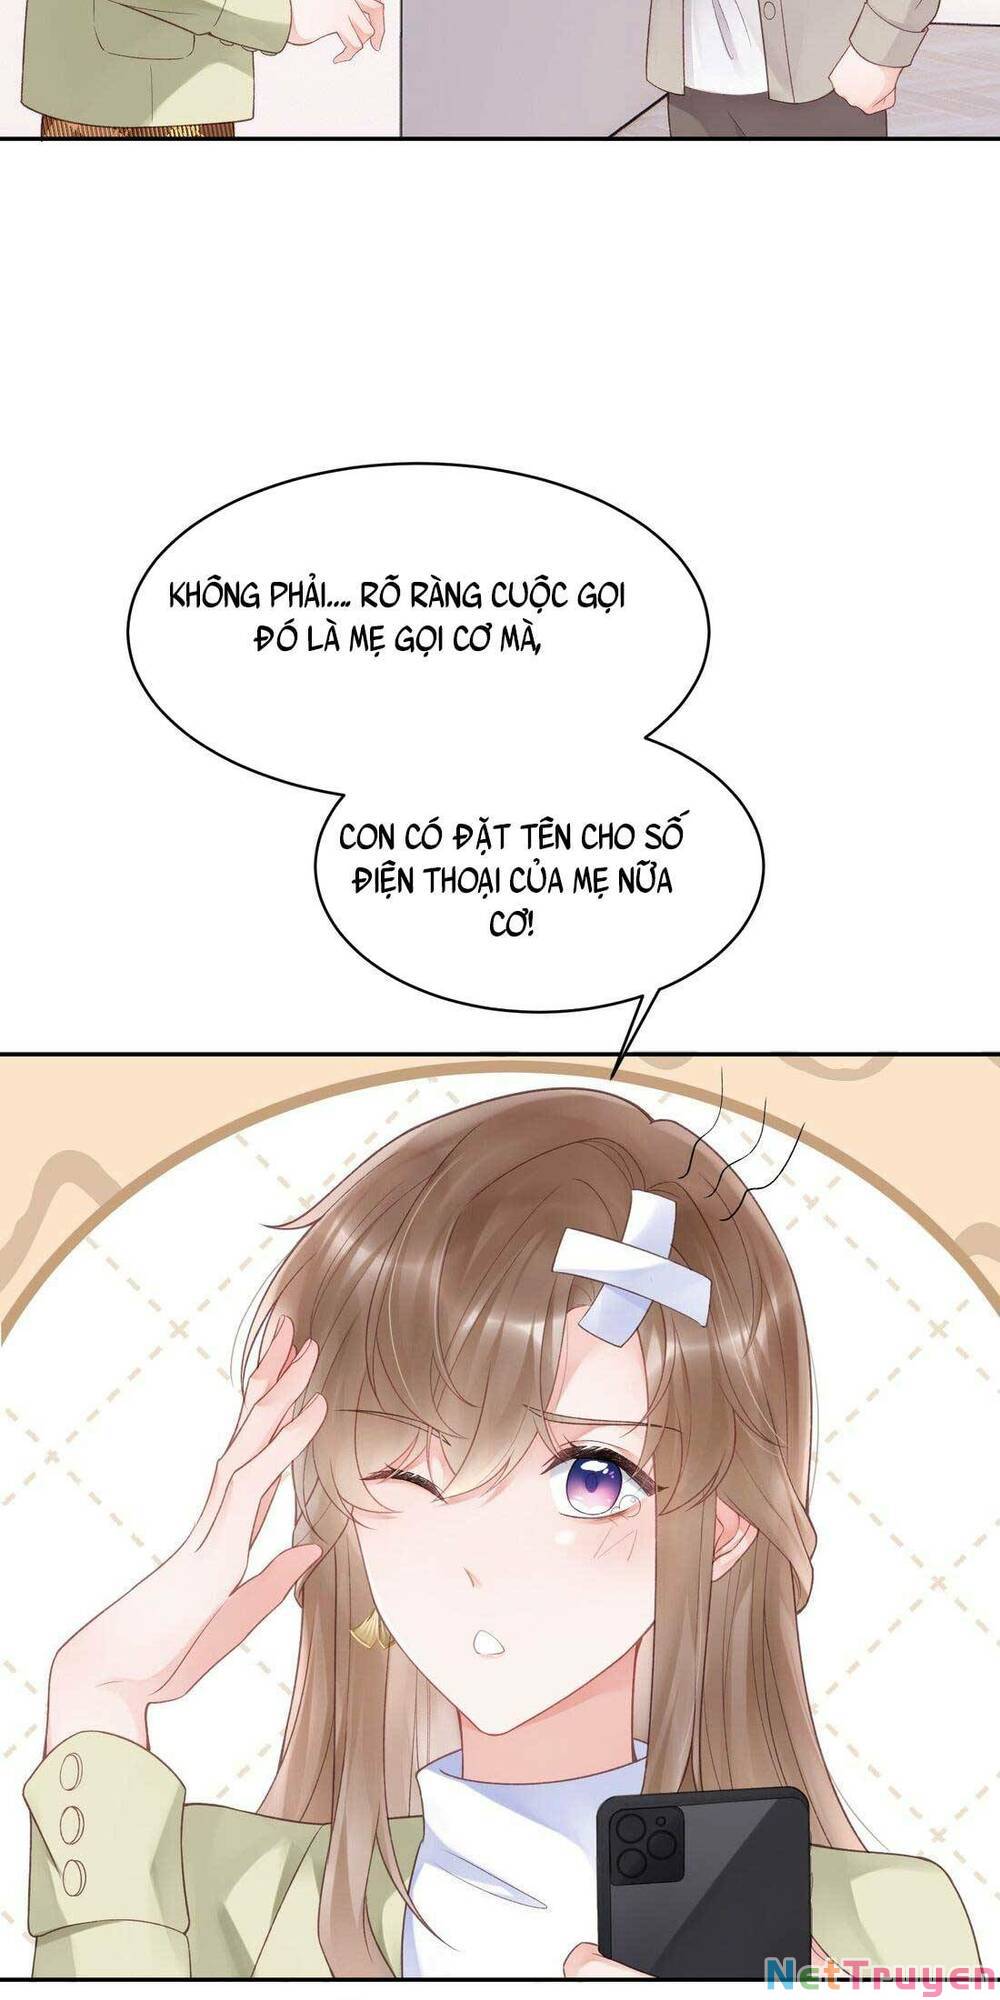 KHÔNG PHẢI.... RÕ RÀNG CUỘC GỌI
ĐÓ LÀ MẸ GỌI CƠ MÀ,
CON CÓ ĐẶT TÊN CHO SỐ
ĐIỆN THOẠI CỦA MẸ NỮA
CƠ!
NetTruyen